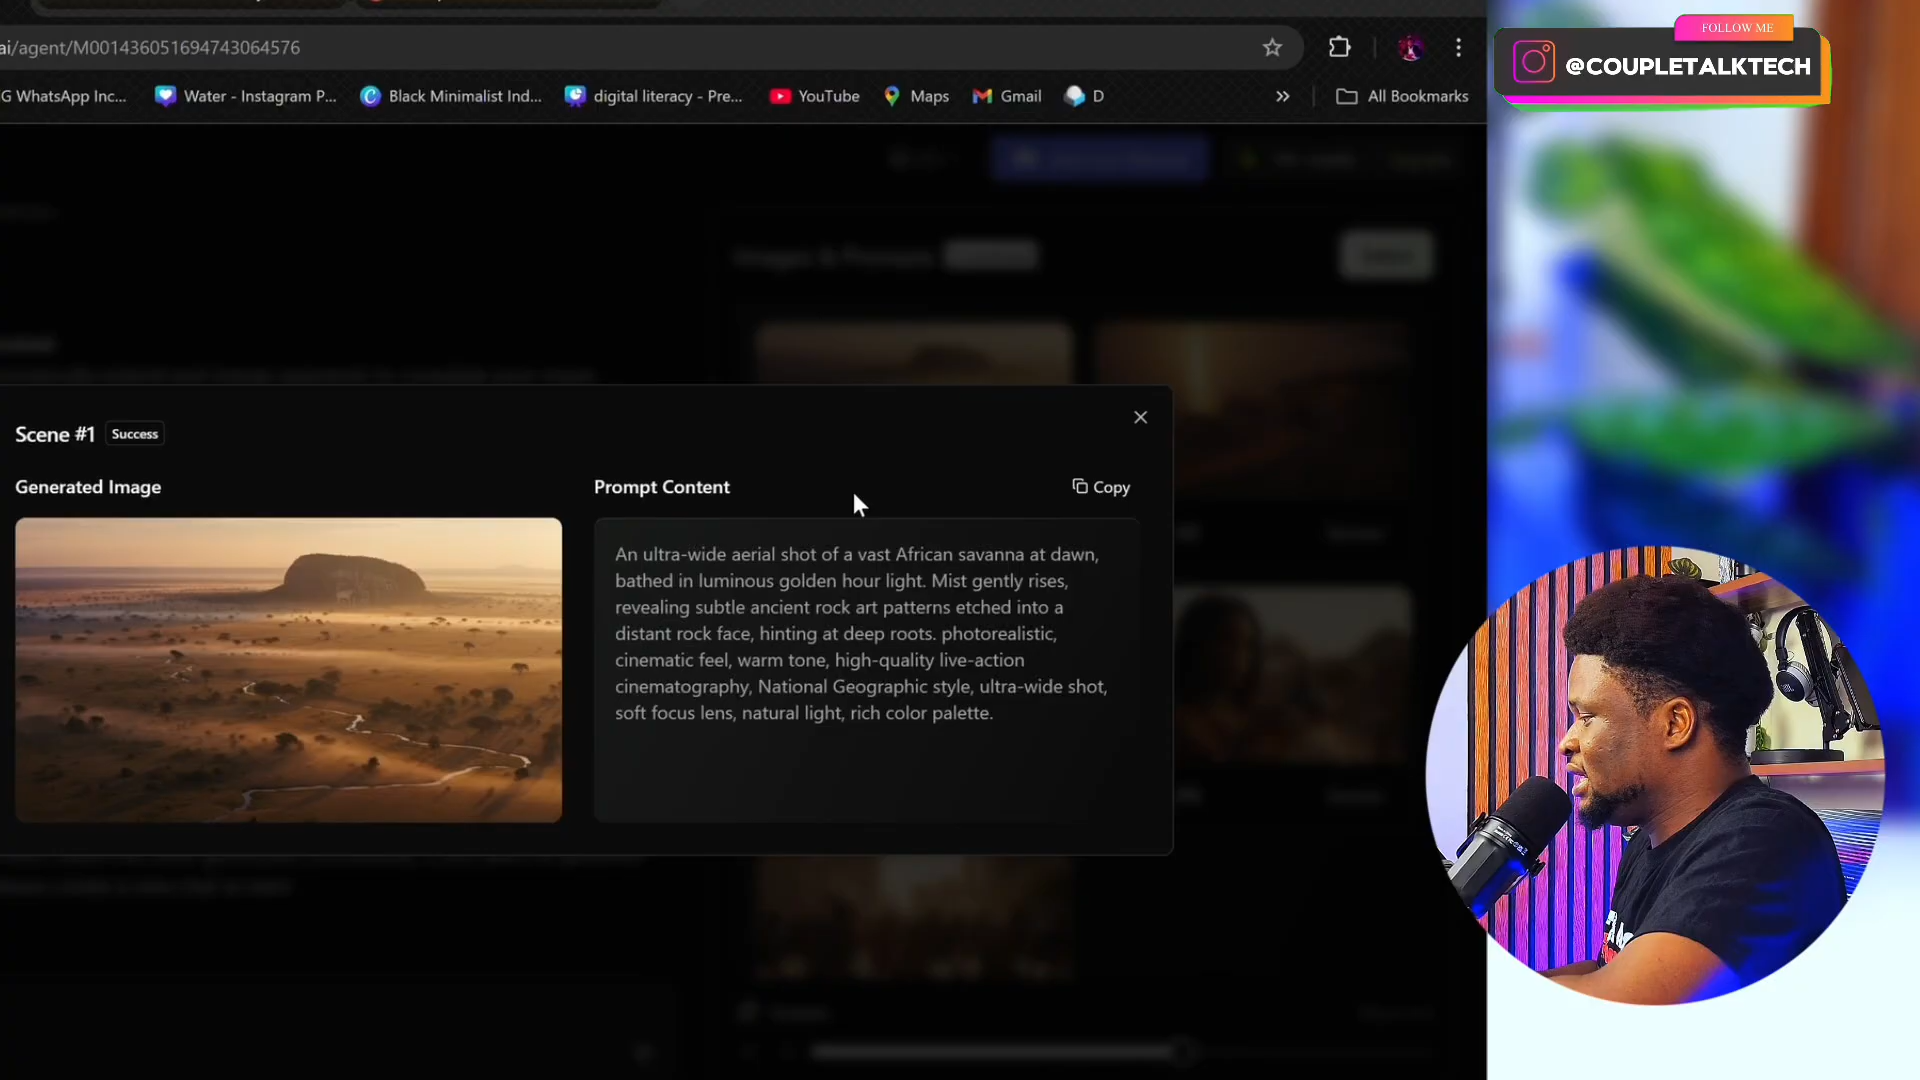 FOLLOW ME
@COUPLETALKTECH
ai/agent/M001436051694743064576
G WhatsApp Inc...
Water - Instagram P...
Black Minimalist Ind...
digital literacy - Pre...
YouTube
Maps
Gmail
D
All Bookmarks
Scene #1
Success
Generated Image
Prompt Content
Copy
An ultra-wide aerial shot of a vast African savanna at dawn,
bathed in luminous golden hour light. Mist gently rises,
revealing subtle ancient rock art patterns etched into a
distant rock face, hinting at deep roots. photorealistic,
cinematic feel, warm tone, high-quality live-action
cinematography, National Geographic style, ultra-wide shot,
soft focus lens, natural light, rich color palette.